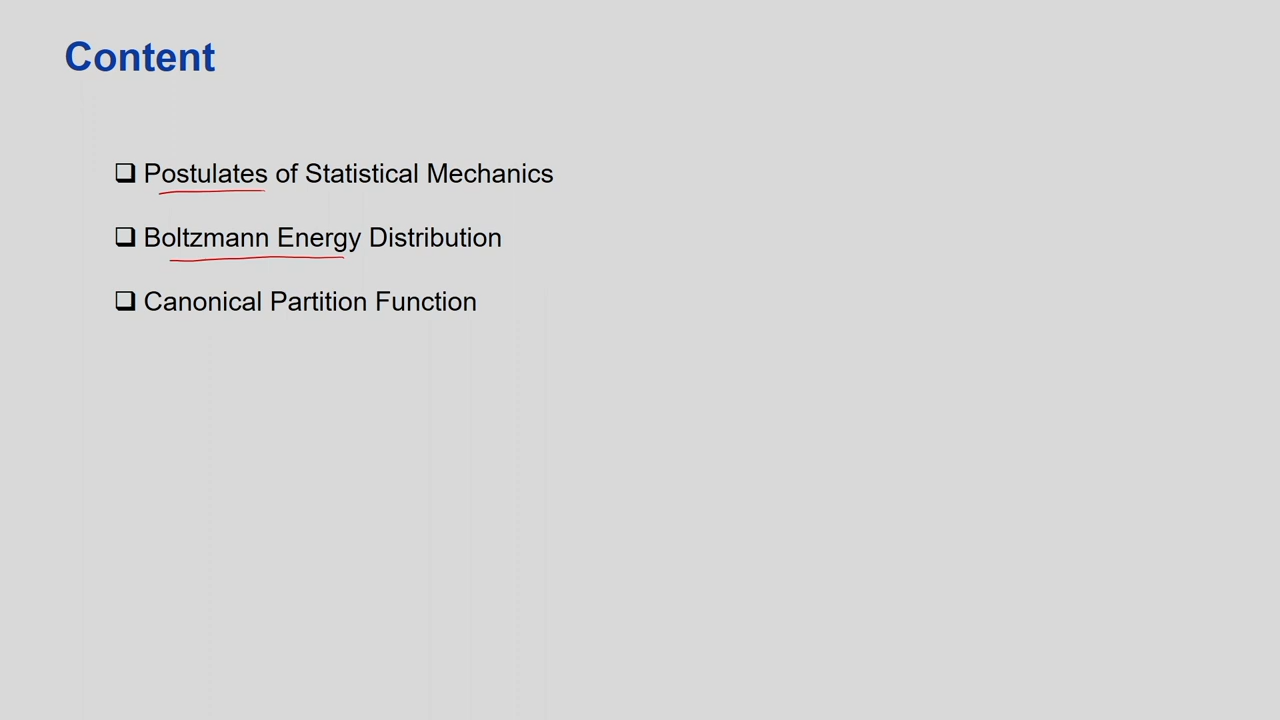 Content
❑ Postulates of Statistical Mechanics
❑ Boltzmann Energy Distribution
❑ Canonical Partition Function